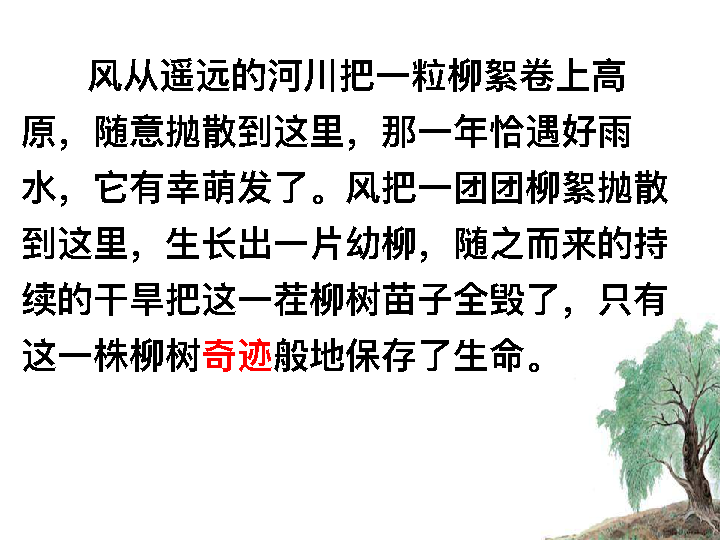 风从遥远的河川把一粒柳絮卷上高
原，随意抛散到这里，那一年恰遇好雨
水，它有幸萌发了。风把一团团柳絮抛散
到这里，生长出一片幼柳，随之而来的持
续的干旱把这一茬柳树苗子全毁了，只有
这一株柳树奇迹般地保存了生命。